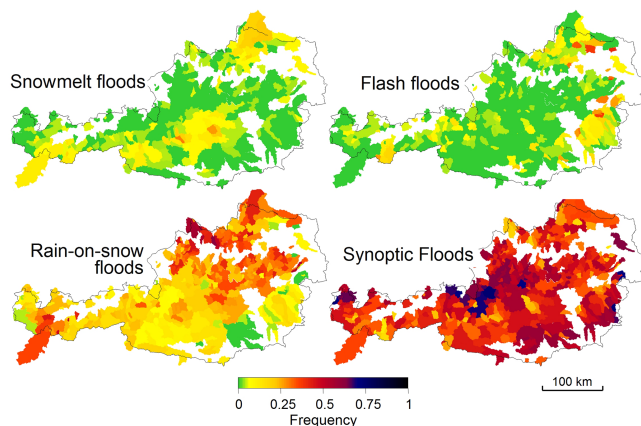 Snowmelt floods
Flash floods
Rain-on-snow
floods
Synoptic Floods
0 0.25 0.5 0.75 1
Frequency
100 km